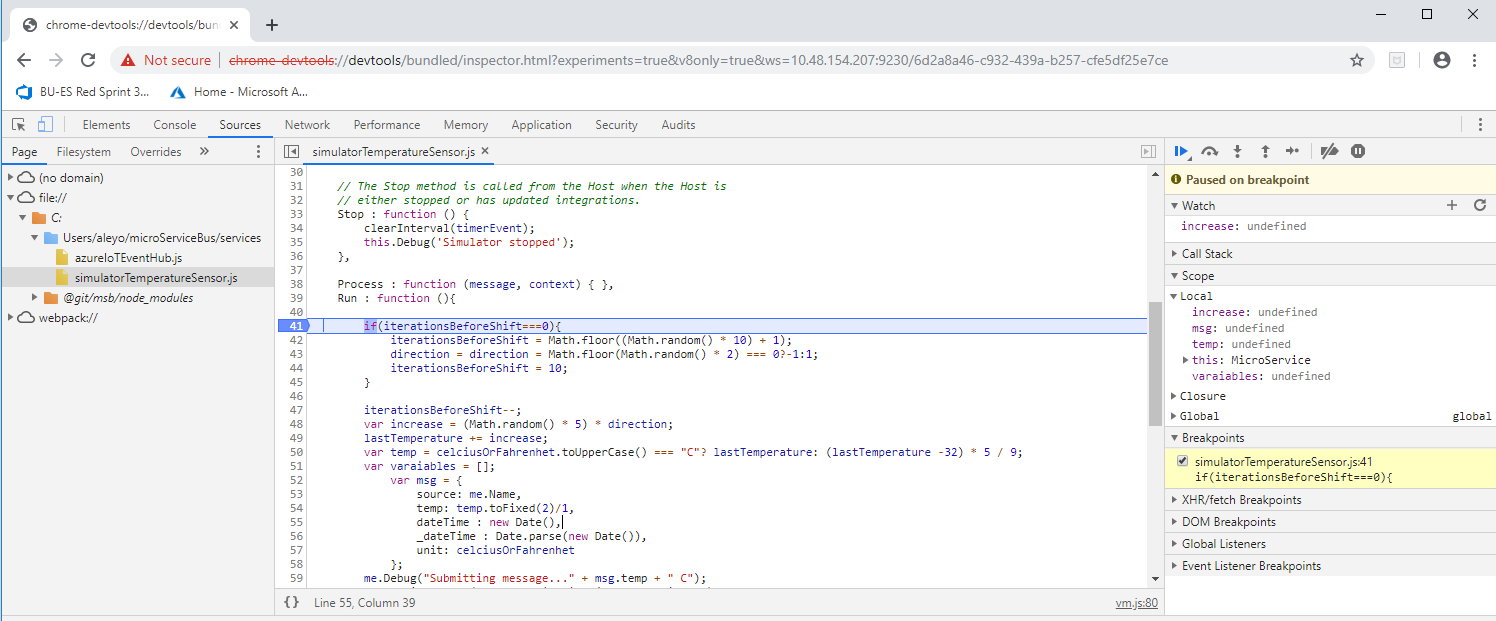 chrome-devtools://devtools/bun
Not secure
chrome-devtools://devtools/bundled/inspector.html?experiments=true&v8only=true&ws=10.48.154.207:9230/6d2a8a46-c932-439a-b257-cfe5df25e7ce
BU-ES Red Sprint 3...
Home - Microsoft A...
Elements
Console
Sources
Network
Performance
Memory
Application
Security
Audits
Page
Filesystem
Overrides
(no domain)
file://
C:
Users/aleyo/microServiceBus/services
azureIoTEventHub.js
simulatorTemperatureSensor.js
@git/msb/node_modules
webpack://
simulatorTemperatureSensor.js
30
31 // The Stop method is called from the Host when the Host is
32 // either stopped or has updated integrations.
33 Stop : function () {
34 clearInterval(timerEvent);
35 this.Debug('Simulator stopped');
36 },
37
38 Process : function (message, context) { },
39 Run : function (){
40
41 if(iterationsBeforeShift===0){
42 iterationsBeforeShift = Math.floor((Math.random() * 10) + 1);
43 direction = direction = Math.floor(Math.random() * 2) === 0?-1:1;
44 iterationsBeforeShift = 10;
45 }
46
47 iterationsBeforeShift--;
48 var increase = (Math.random() * 5) * direction;
49 lastTemperature += increase;
50 var temp = celciusOrFahrenhet.toUpperCase() === "C"? lastTemperature: (lastTemperature -32) * 5 / 9;
51 var varaiables = [];
52 var msg = {
53 source: me.Name,
54 temp: temp.toFixed(2)/1,
55 dateTime : new Date(),
56 _dateTime : Date.parse(new Date()),
57 unit: celciusOrFahrenhet
58 };
59 me.Debug("Submitting message..." + msg.temp + " C");
{} Line 55, Column 39
vm.js:80
Paused on breakpoint
Watch
increase: undefined
Call Stack
Scope
Local
increase: undefined
msg: undefined
temp: undefined
this: MicroService
varaiables: undefined
Closure
Global global
Breakpoints
simulatorTemperatureSensor.js:41
if(iterationsBeforeShift===0){
XHR/fetch Breakpoints
DOM Breakpoints
Global Listeners
Event Listener Breakpoints